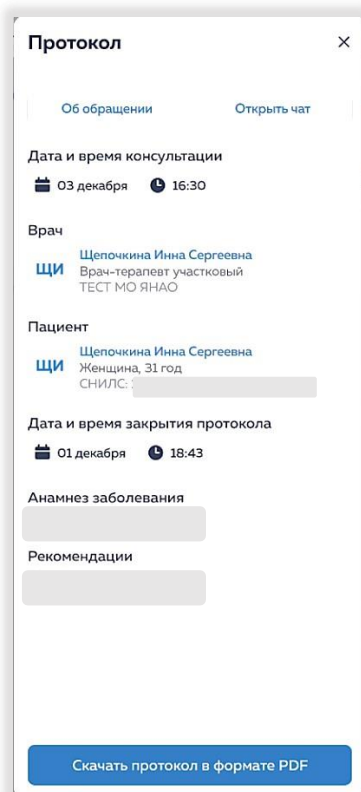 Протокол
Об обращении Открыть чат
Дата и время консультации
03 декабря 16:30
Врач
ЩИ
Щепочкина Инна Сергеевна
Врач-терапевт участковый
ТЕСТ МО ЯНАО
Пациент
ЩИ
Щепочкина Инна Сергеевна
Женщина, 31 год
СНИЛС:
Дата и время закрытия протокола
01 декабря 18:43
Анамнез заболевания
Рекомендации
Скачать протокол в формате PDF